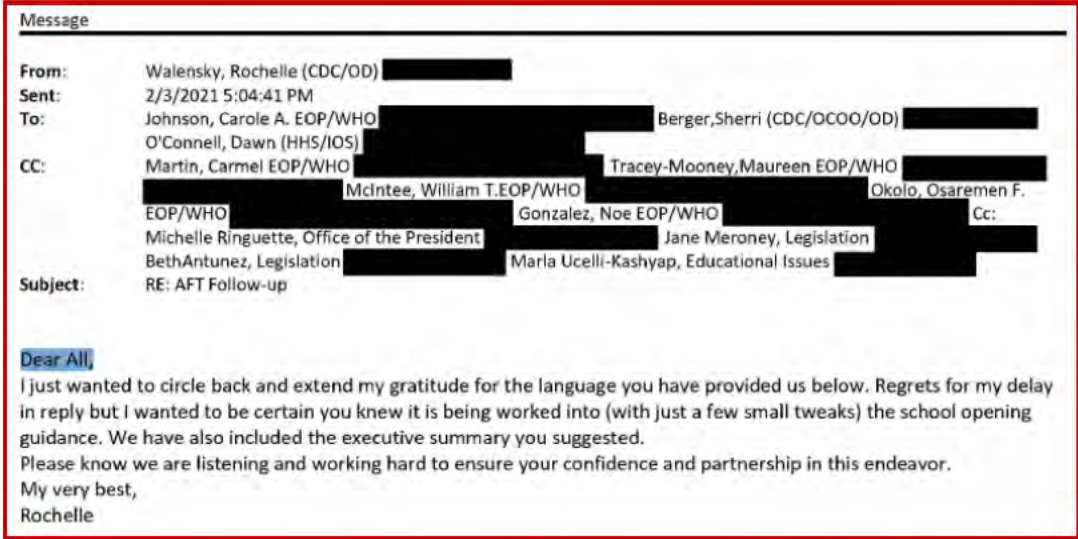 Message
From: Walensky, Rochelle (CDC/OD)
Sent: 2/3/2021 5:04:41 PM
To: Johnson, Carole A. EOP/WHO Berger,Sherri (CDC/OCOO/OD)
O'Connell, Dawn (HHS/IOS)
CC: Martin, Carmel EOP/WHO Tracey-Mooney,Maureen EOP/WHO
McIntee, William T.EOP/WHO Okolo, Osaremen F.
EOP/WHO Gonzalez, Noe EOP/WHO Cc:
Michelle Ringuette, Office of the President Jane Meroney, Legislation
BethAntunez, Legislation Marla Ucelli-Kashyap, Educational Issues
Subject: RE: AFT Follow-up
Dear All,
I just wanted to circle back and extend my gratitude for the language you have provided us below. Regrets for my delay
in reply but I wanted to be certain you knew it is being worked into (with just a few small tweaks) the school opening
guidance. We have also included the executive summary you suggested.
Please know we are listening and working hard to ensure your confidence and partnership in this endeavor.
My very best,
Rochelle